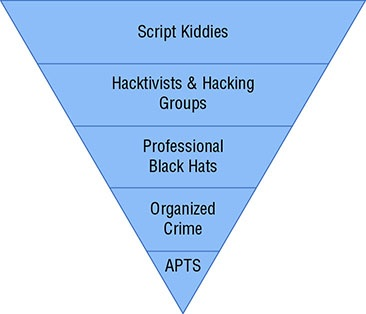 Script Kiddies
Hacktivists & Hacking
Groups
Professional
Black Hats
Organized
Crime
APTS